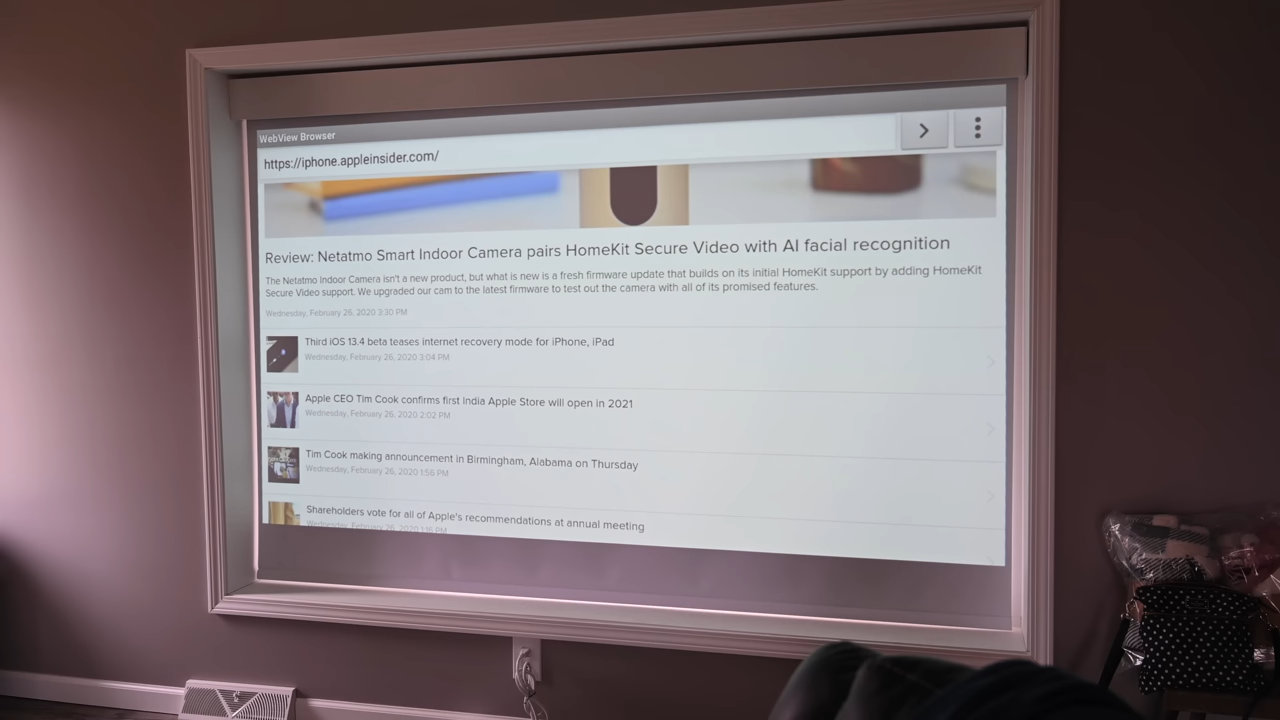 WebView Browser
https://iphone.appleinsider.com/
Review: Netatmo Smart Indoor Camera pairs HomeKit Secure Video with AI facial recognition
The Netatmo Indoor Camera isn't a new product, but what is new is a fresh firmware update that builds on its initial HomeKit support by adding HomeKit
Secure Video support. We upgraded our cam to the latest firmware to test out the camera with all of its promised features.
Wednesday, February 26, 2020 3:30 PM
Third iOS 13.4 beta teases internet recovery mode for iPhone, iPad
Wednesday, February 26, 2020 3:04 PM
Apple CEO Tim Cook confirms first India Apple Store will open in 2021
Wednesday, February 26, 2020 2:02 PM
Tim Cook making announcement in Birmingham, Alabama on Thursday
Wednesday, February 26, 2020 1:56 PM
Shareholders vote for all of Apple's recommendations at annual meeting
Wednesday, February 26, 2020 1:16 PM